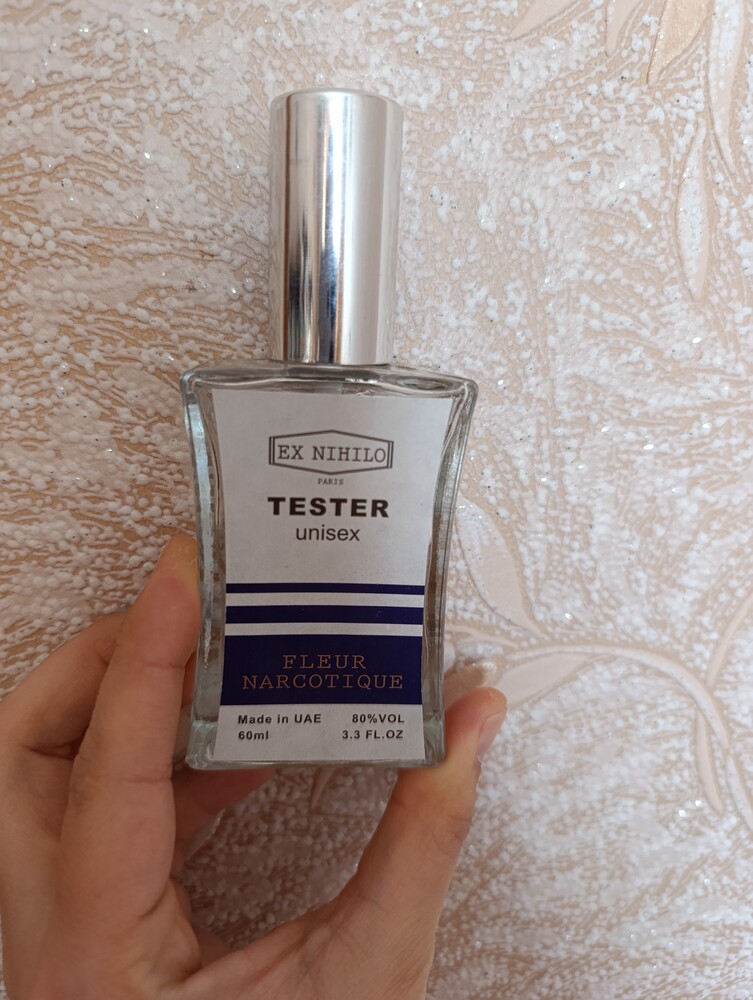 EX NIHILO
PARIS
TESTER
unisex
FLEUR
NARCOTIQUE
Made in UAE 80%VOL
60ml 3.3 FL.OZ